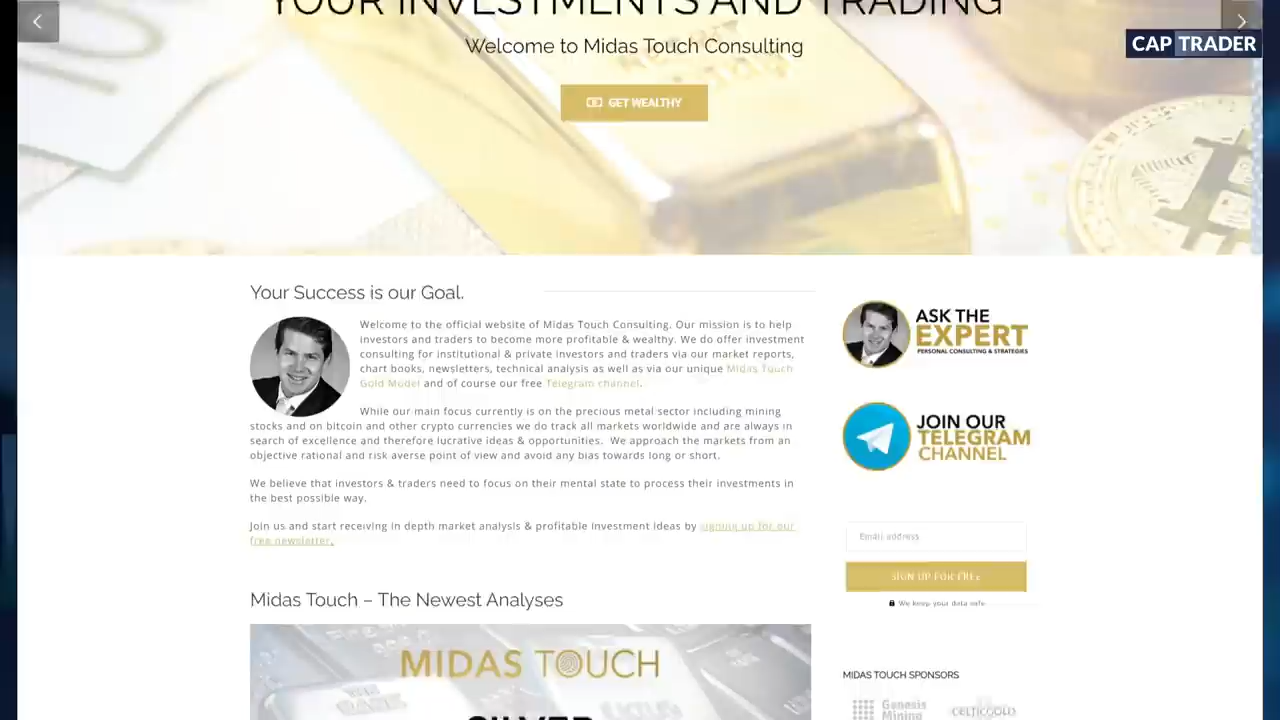 YOUR INVESTMENTS AND TRADING
CAP TRADER
Welcome to Midas Touch Consulting
GET WEALTHY
Your Success is our Goal.
Welcome to the official website of Midas Touch Consulting. Our mission is to help
investors and traders to become more profitable & wealthy. We do offer investment
consulting for institutional & private investors and traders via our market reports,
chart books, newsletters, technical analysis as well as via our unique Midas Touch
Gold Model and of course our free Telegram channel.
While our main focus currently is on the precious metal sector including mining
stocks and on bitcoin and other crypto currencies we do track all markets worldwide and are always in
search of excellence and therefore lucrative ideas & opportunities. We approach the markets from an
objective rational and risk averse point of view and avoid any bias towards long or short.
We believe that investors & traders need to focus on their mental state to process their investments in
the best possible way.
Join us and start receiving in depth market analysis & profitable investment ideas by signing up for our
free newsletter.
Midas Touch – The Newest Analyses
MIDAS TOUCH
SILVER
ASK THE
EXPERT
PERSONAL CONSULTING & STRATEGIES
JOIN OUR
TELEGRAM
CHANNEL
Email address
SIGN UP FOR FREE
We keep your data safe
MIDAS TOUCH SPONSORS
Genesis
Mining
CELTICGOLD